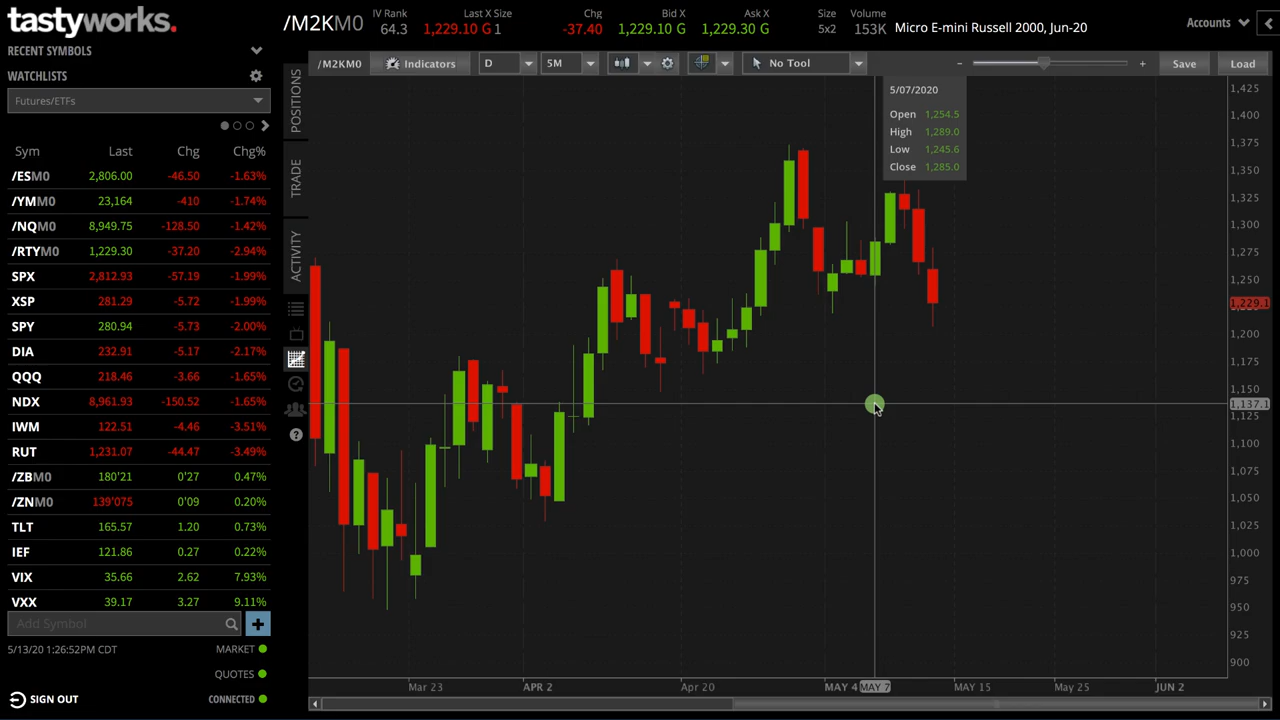 tastyworks.
/M2KM0
IV Rank
64.3
Last X Size
1,229.10 G 1
Chg
-37.40
Bid X
1,229.10 G
Ask X
1,229.30 G
Size
5x2
Volume
153K
Micro E-mini Russell 2000, Jun-20
Accounts
RECENT SYMBOLS
WATCHLISTS
Futures/ETFs
/M2KM0
Indicators
D
5M
No Tool
−
+
Save
Load
POSITIONS
TRADE
ACTIVITY
Sym Last Chg Chg%
/ESM0 2,806.00 -46.50 -1.63%
/YMM0 23,164 -410 -1.74%
/NQM0 8,949.75 -128.50 -1.42%
/RTYM0 1,229.30 -37.20 -2.94%
SPX 2,812.93 -57.19 -1.99%
XSP 281.29 -5.72 -1.99%
SPY 280.94 -5.73 -2.00%
DIA 232.91 -5.17 -2.17%
QQQ 218.46 -3.66 -1.65%
NDX 8,961.93 -150.52 -1.65%
IWM 122.51 -4.46 -3.51%
RUT 1,231.07 -44.47 -3.49%
/ZBM0 180'21 0'27 0.47%
/ZNM0 139'075 0'09 0.20%
TLT 165.57 1.20 0.73%
IEF 121.86 0.27 0.22%
VIX 35.66 2.62 7.93%
VXX 39.17 3.27 9.11%
Add Symbol
+
5/13/20 1:26:52PM CDT
MARKET
QUOTES
SIGN OUT
CONNECTED
?
5/07/2020
Open 1,254.5
High 1,289.0
Low 1,245.6
Close 1,285.0
1,425
1,400
1,375
1,350
1,325
1,300
1,275
1,250
1,229.1
1,200
1,175
1,150
1,137.1
1,125
1,100
1,075
1,050
1,025
1,000
975
950
925
900
Mar 23
APR 2
Apr 20
MAY 4
MAY 7
MAY 15
May 25
JUN 2